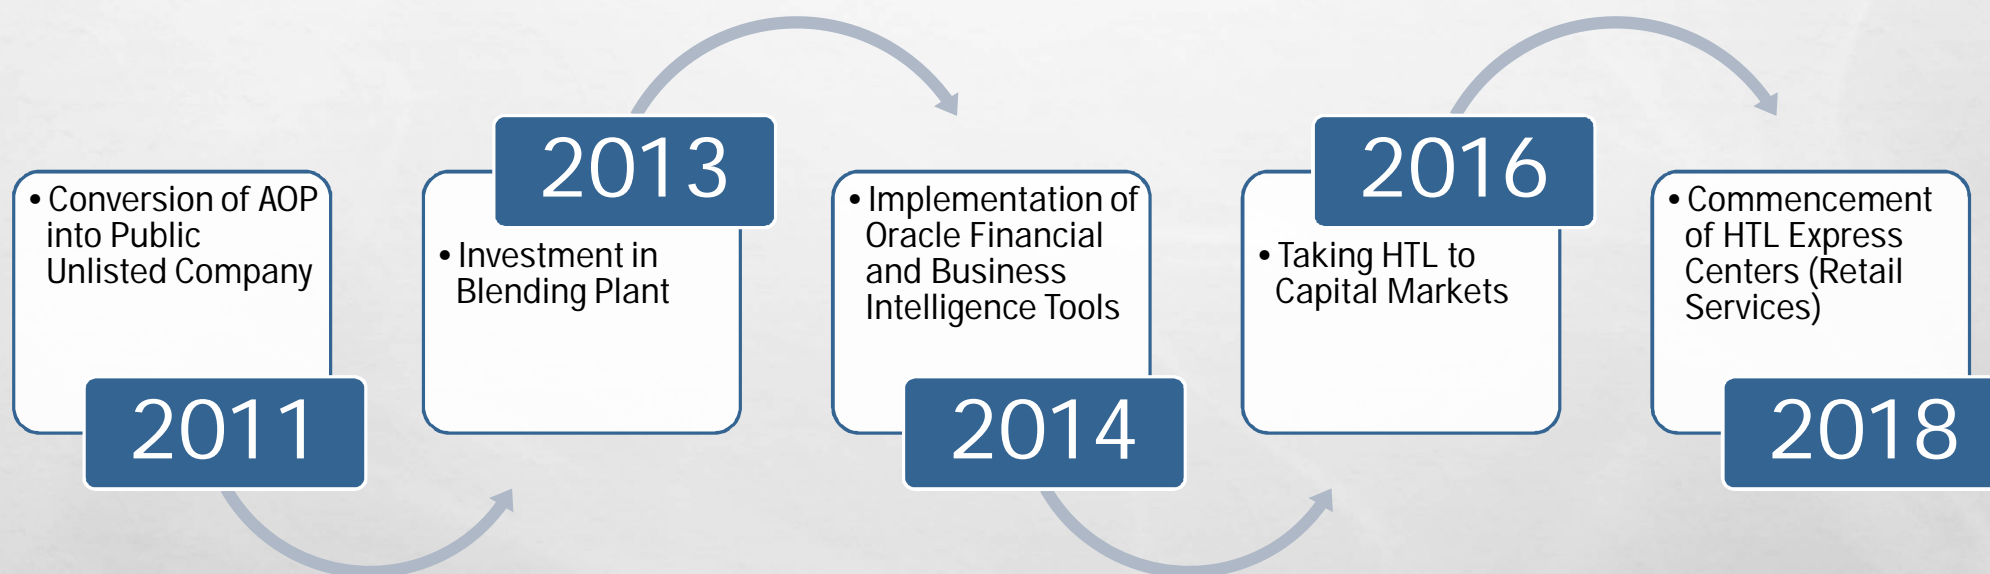 • Conversion of AOP
into Public
Unlisted Company
2011
2013
• Investment in
Blending Plant
• Implementation of
Oracle Financial
and Business
Intelligence Tools
2014
2016
• Taking HTL to
Capital Markets
• Commencement
of HTL Express
Centers (Retail
Services)
2018